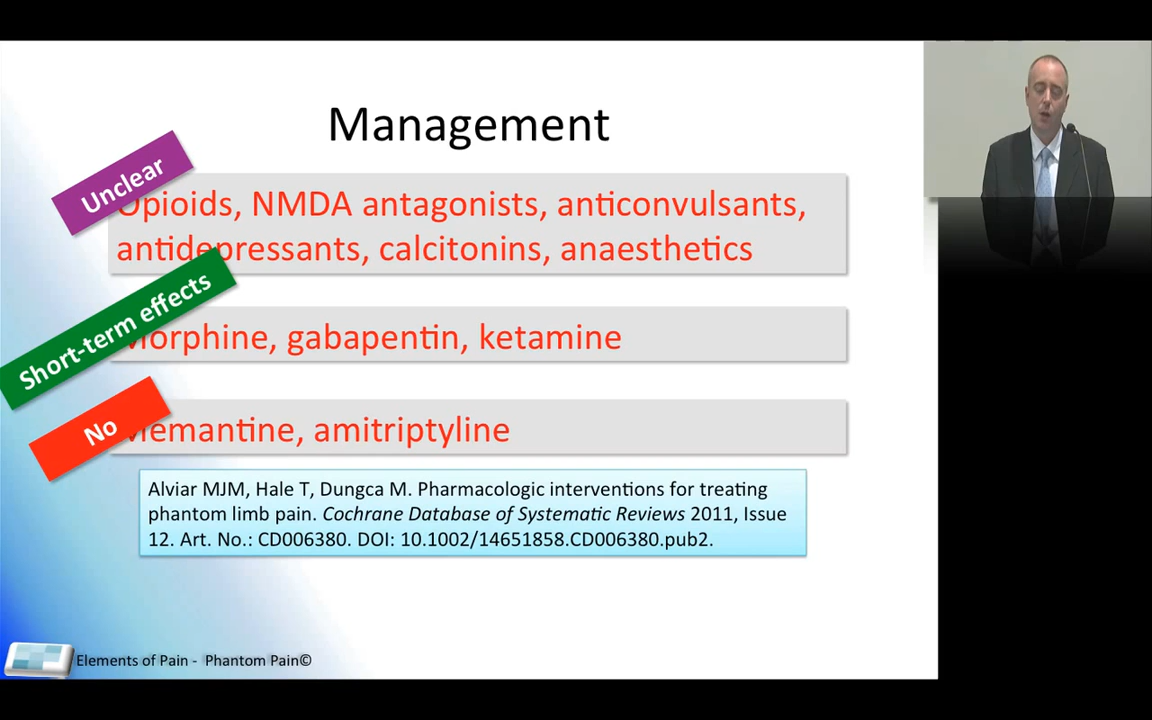 Management
Unclear
Opioids, NMDA antagonists, anticonvulsants,
antidepressants, calcitonins, anaesthetics
Short-term effects
Morphine, gabapentin, ketamine
No
Memantine, amitriptyline
Alviar MJM, Hale T, Dungca M. Pharmacologic interventions for treating
phantom limb pain. Cochrane Database of Systematic Reviews 2011, Issue
12. Art. No.: CD006380. DOI: 10.1002/14651858.CD006380.pub2.
Elements of Pain - Phantom Pain©